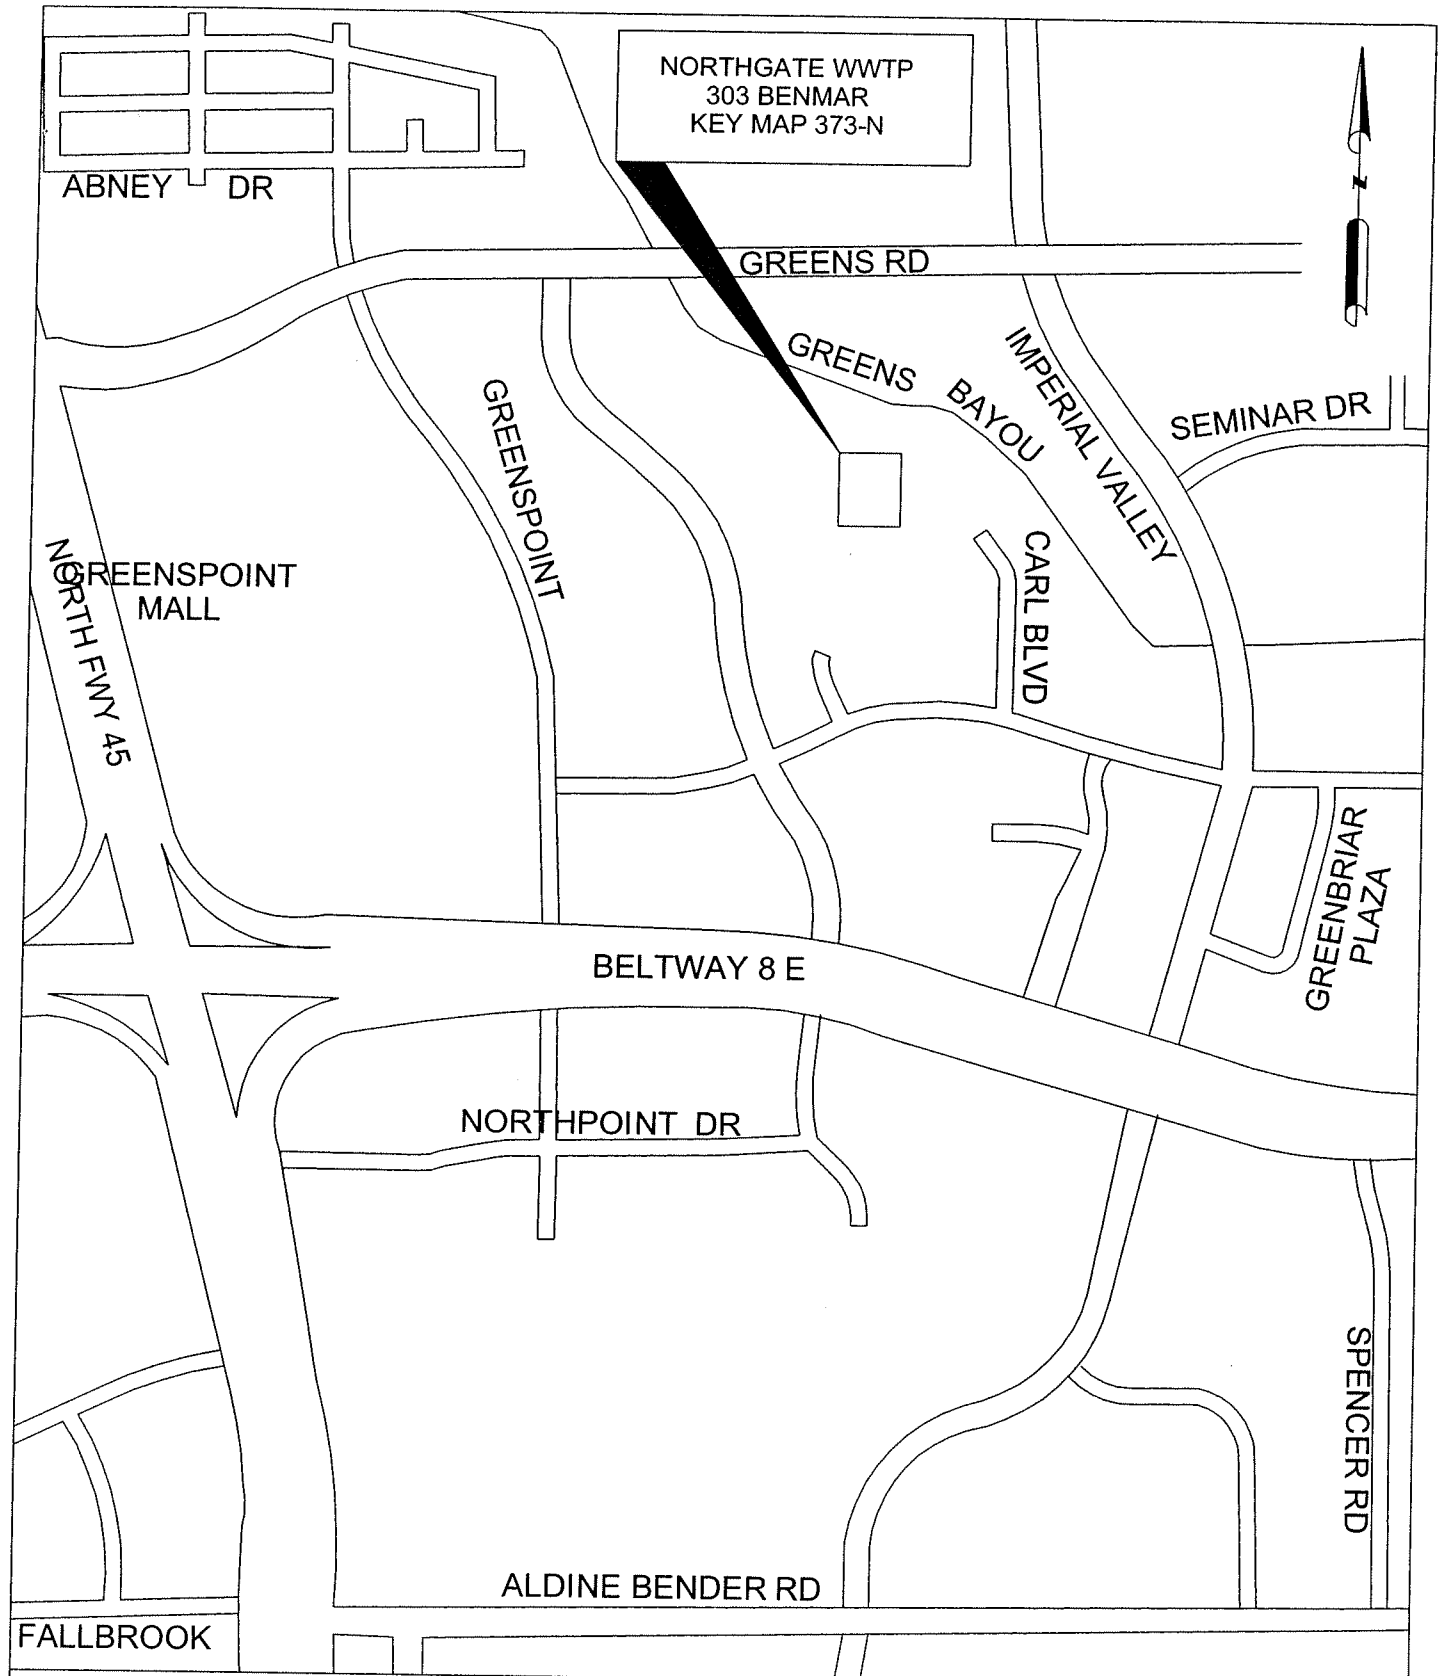 NORTHGATE WWTP
303 BENMAR
KEY MAP 373-N
ABNEY DR
N
GREENS RD
GREENS BAYOU
IMPERIAL VALLEY
SEMINAR DR
GREENSPOINT
NORTH FWY 45
GREENSPOINT
MALL
CARL BLVD
GREENBRIAR
PLAZA
BELTWAY 8 E
NORTHPOINT DR
SPENCER RD
ALDINE BENDER RD
FALLBROOK